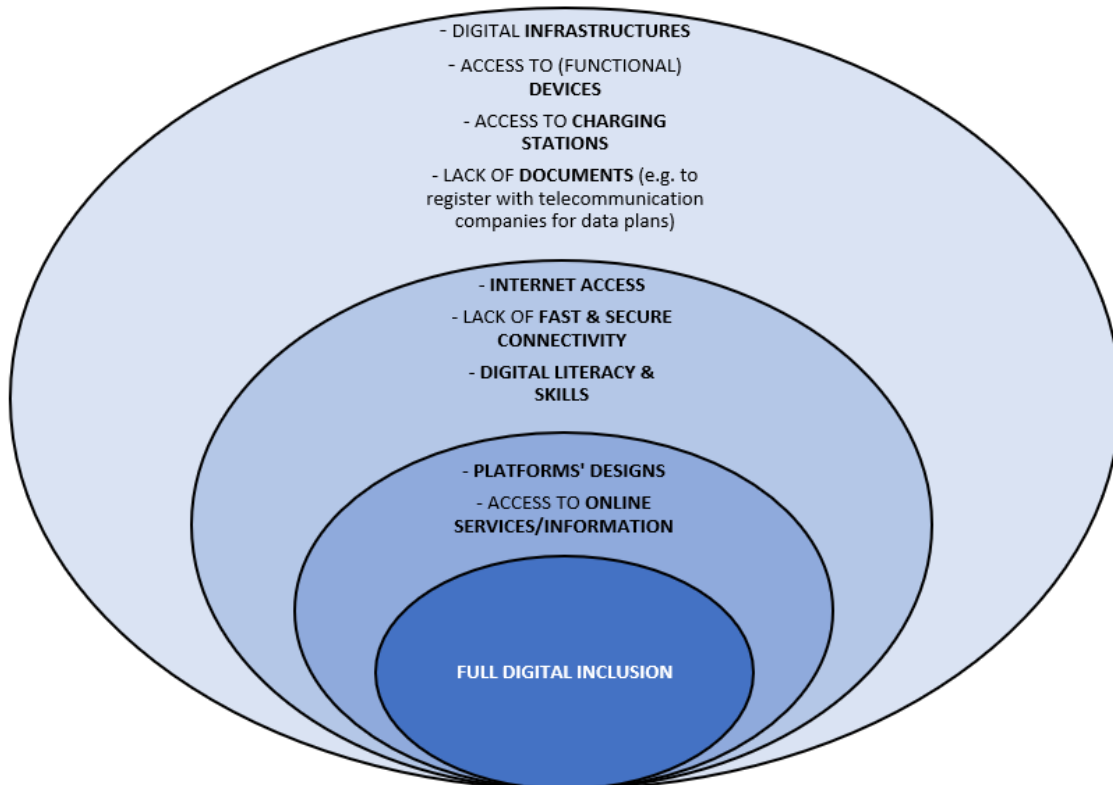 - DIGITAL INFRASTRUCTURES
- ACCESS TO (FUNCTIONAL)
DEVICES
- ACCESS TO CHARGING
STATIONS
- LACK OF DOCUMENTS (e.g. to
register with telecommunication
companies for data plans)
- INTERNET ACCESS
- LACK OF FAST & SECURE
CONNECTIVITY
- DIGITAL LITERACY &
SKILLS
- PLATFORMS' DESIGNS
- ACCESS TO ONLINE
SERVICES/INFORMATION
FULL DIGITAL INCLUSION